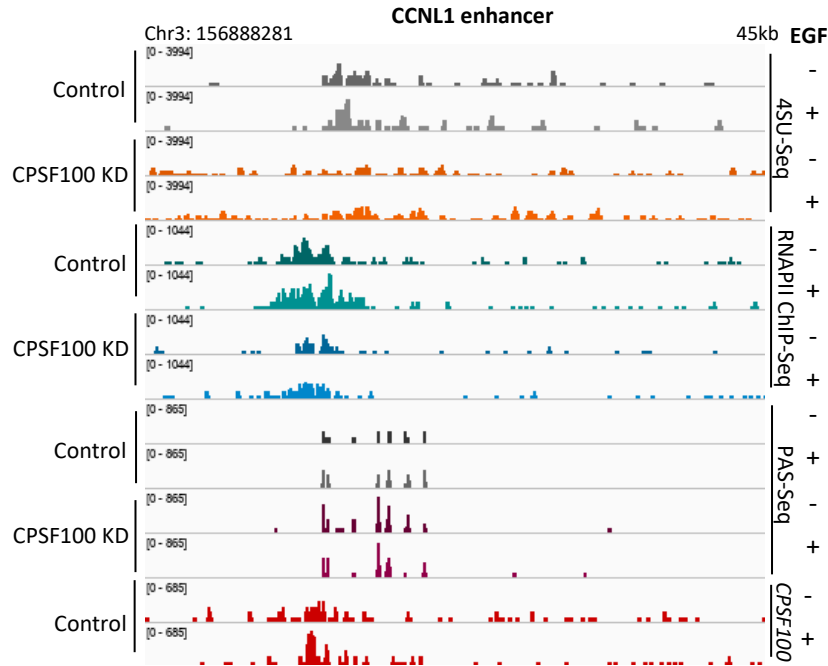 CCNL1 enhancer
Chr3: 156888281 45kb EGF
[0 - 3994] -
Control
[0 - 3994] +
4SU-Seq
[0 - 3994] -
CPSF100 KD
[0 - 3994] +
[0 - 1044] -
Control
[0 - 1044] +
RNAPII ChIP-Seq
[0 - 1044] -
CPSF100 KD
[0 - 1044] +
[0 - 865] -
Control
[0 - 865] +
PAS-Seq
[0 - 865] -
CPSF100 KD
[0 - 865] +
[0 - 685] -
Control
CPSF100
[0 - 685] +